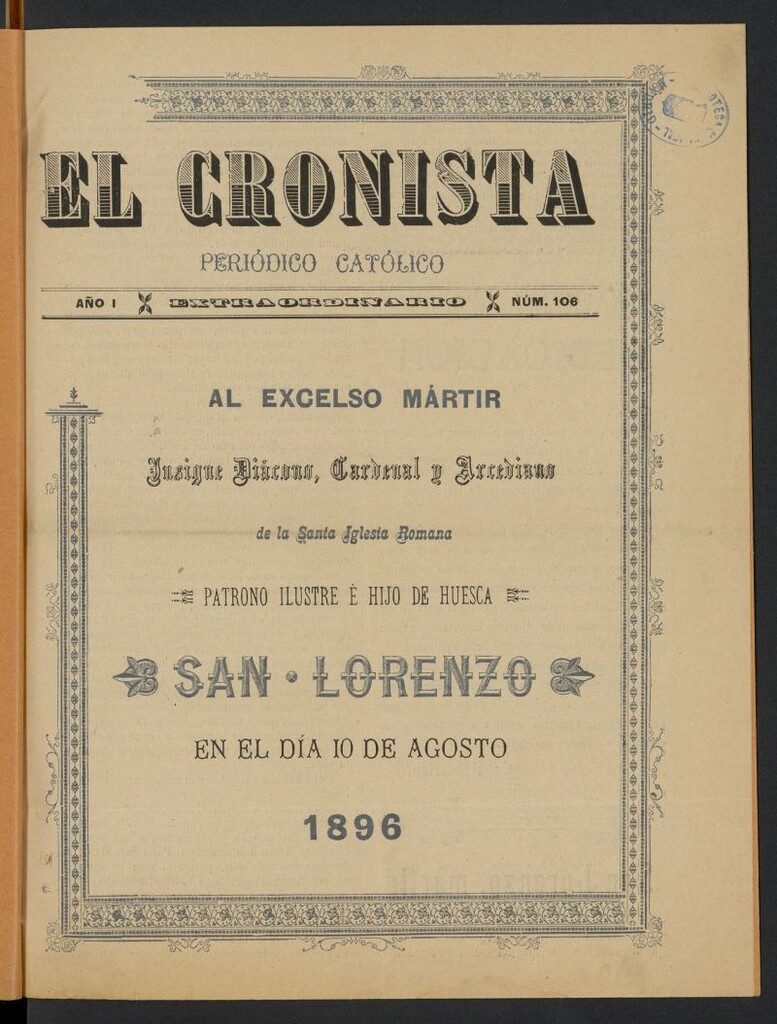 EL CRONISTA
PERIÓDICO CATÓLICO
AÑO I EXTRAORDINARIO NÚM. 106
AL EXCELSO MÁRTIR
Insigne Diácono, Cardenal y Arcediano
de la Santa Iglesia Romana
PATRONO ILUSTRE É HIJO DE HUESCA
SAN · LORENZO
EN EL DÍA 10 DE AGOSTO
1896